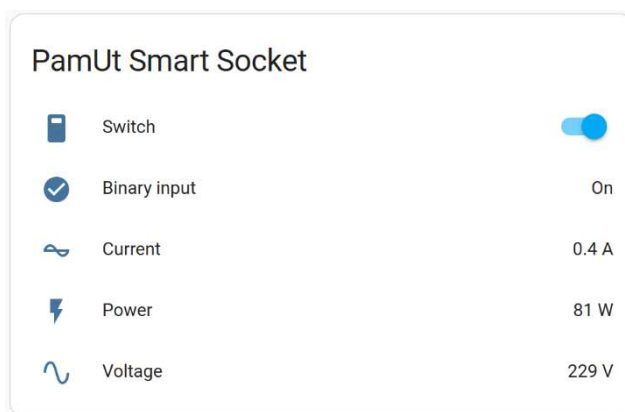 PamUt Smart Socket
Switch
Binary input On
Current 0.4 A
Power 81 W
Voltage 229 V